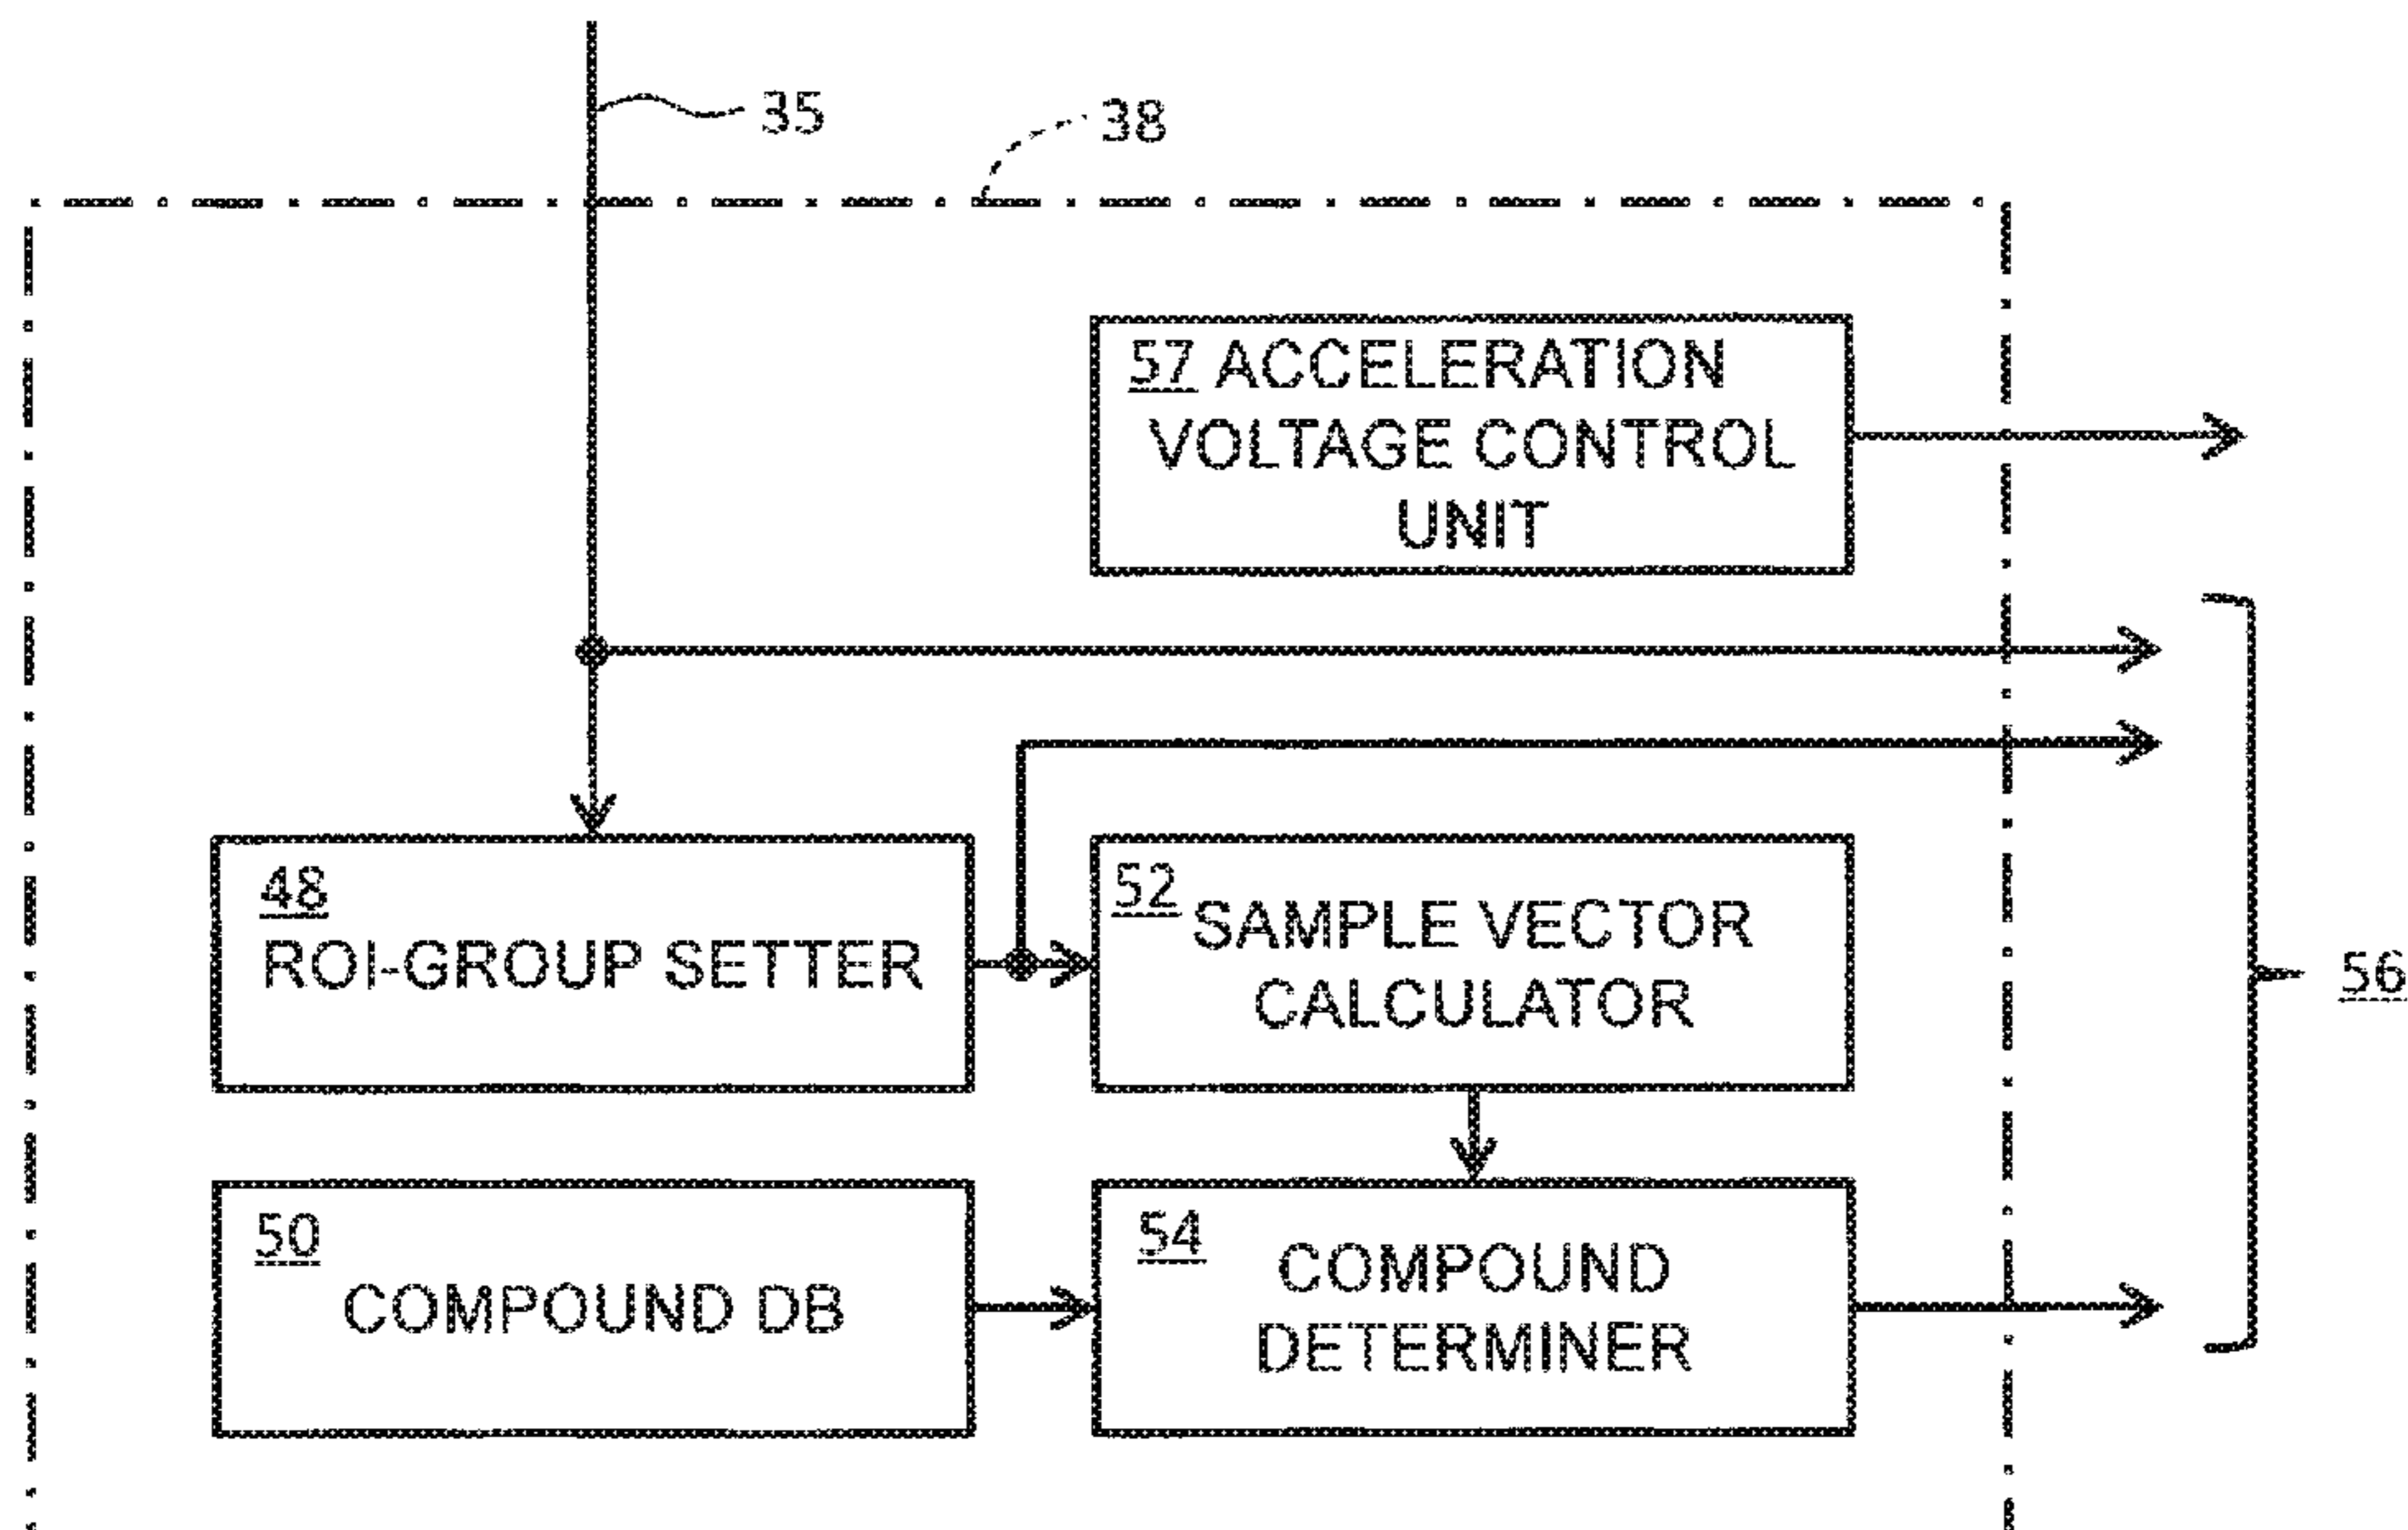 35
38
57 ACCELERATION
VOLTAGE CONTROL
UNIT
48
ROI-GROUP SETTER
52
SAMPLE VECTOR
CALCULATOR
56
50
COMPOUND DB
54
COMPOUND
DETERMINER